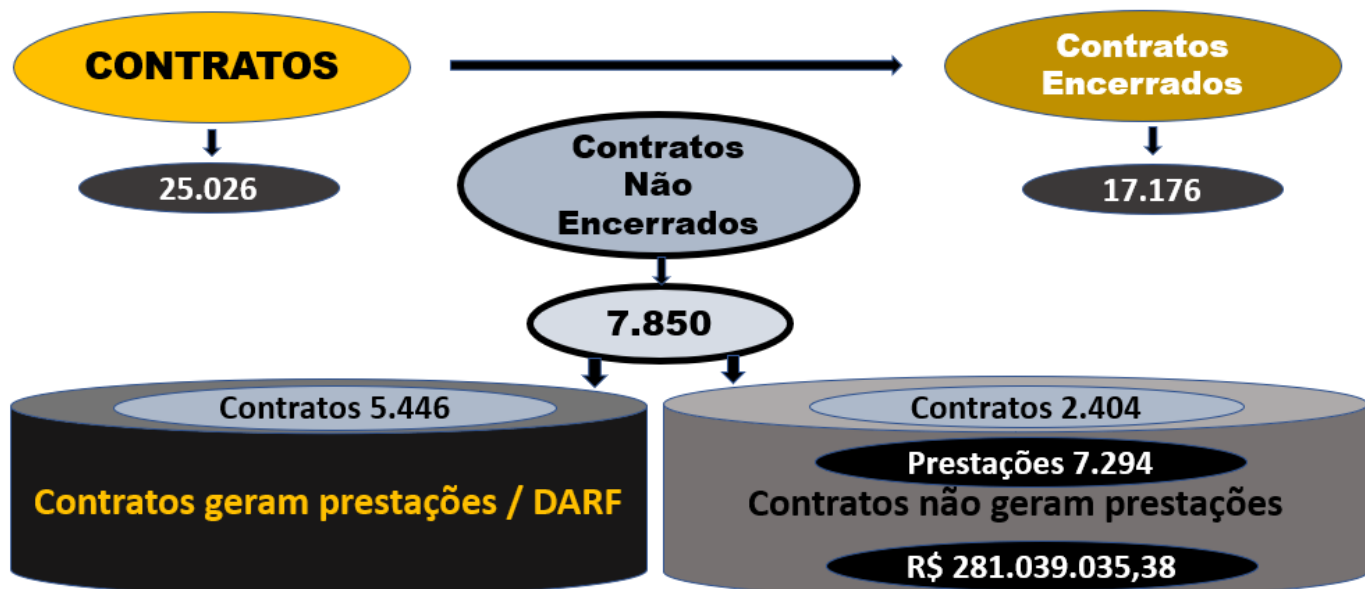 CONTRATOS
Contratos
Encerrados
25.026
17.176
Contratos
Não
Encerrados
7.850
Contratos 5.446
Contratos geram prestações / DARF
Contratos 2.404
Prestações 7.294
Contratos não geram prestações
R$ 281.039.035,38